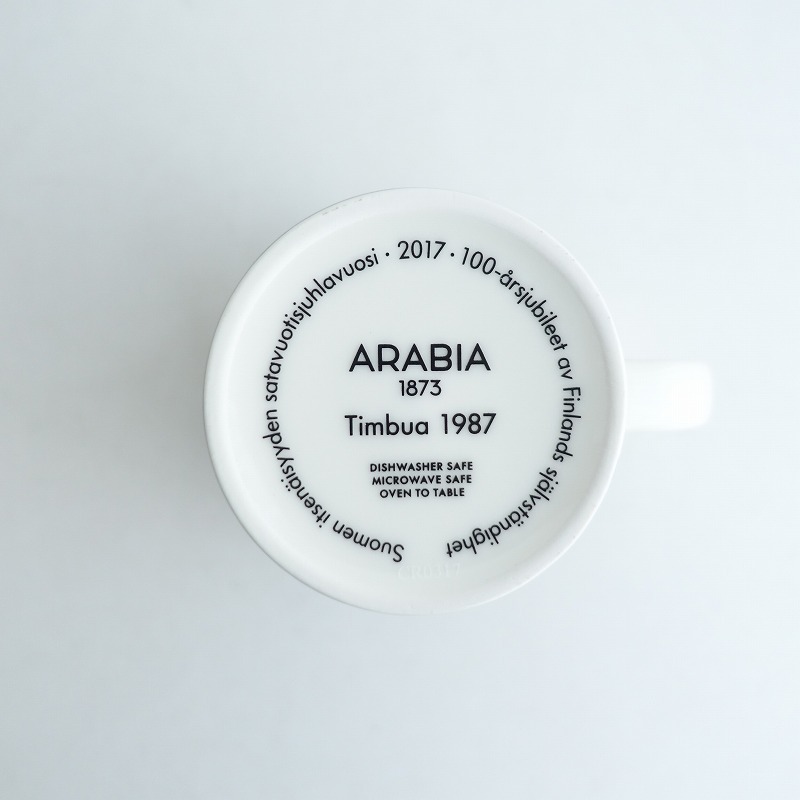 Suomen itsenäisyyden satavuotisjuhlavuosi · 2017 · 100-årsjubileet av Finlands självständighet
ARABIA
1873
Timbua 1987
DISHWASHER SAFE
MICROWAVE SAFE
OVEN TO TABLE